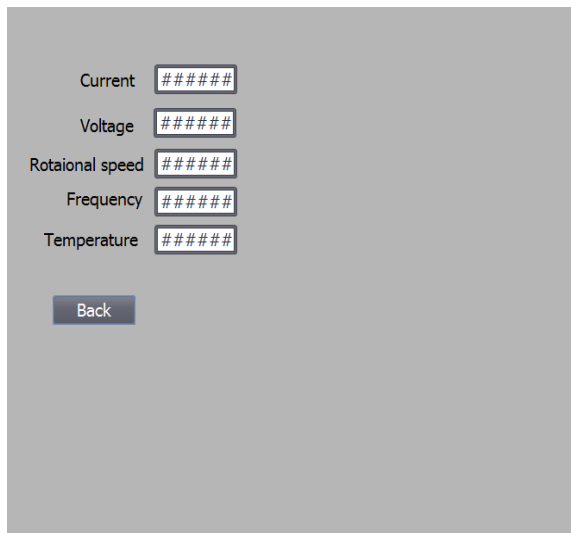 Current ######
Voltage ######
Rotaional speed ######
Frequency ######
Temperature ######
Back